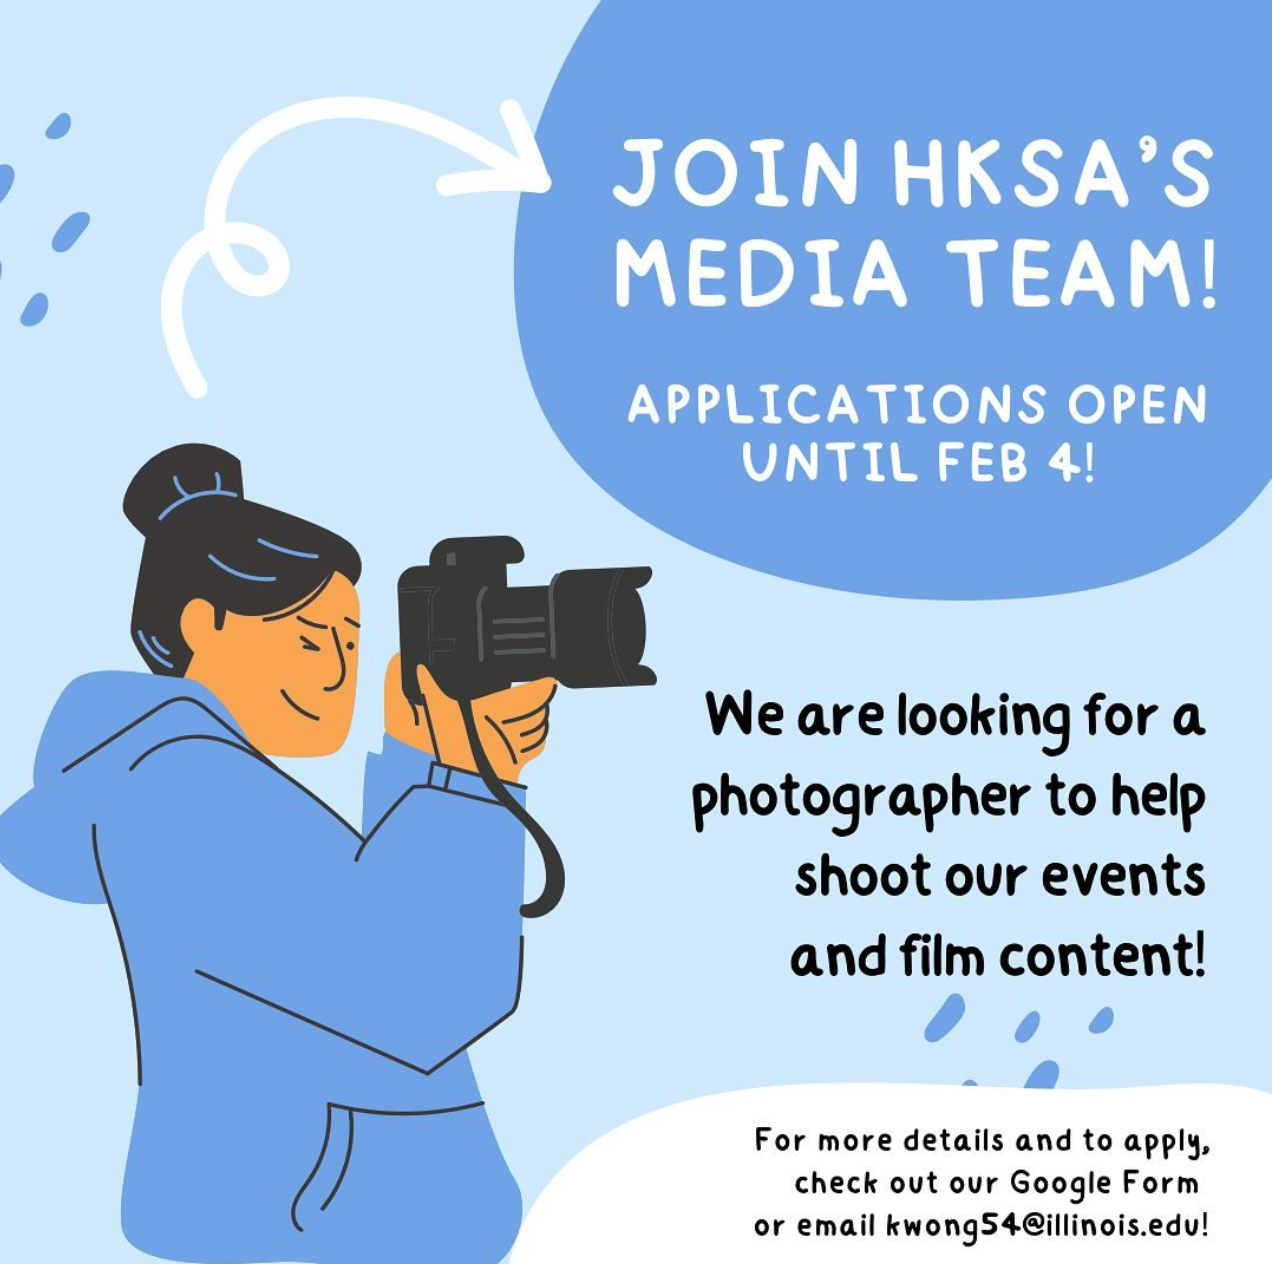 JOIN HKSA'S
MEDIA TEAM!
APPLICATIONS OPEN
UNTIL FEB 4!
We are looking for a
photographer to help
shoot our events
and film content!
For more details and to apply,
check out our Google Form
or email kwong54@illinois.edu!